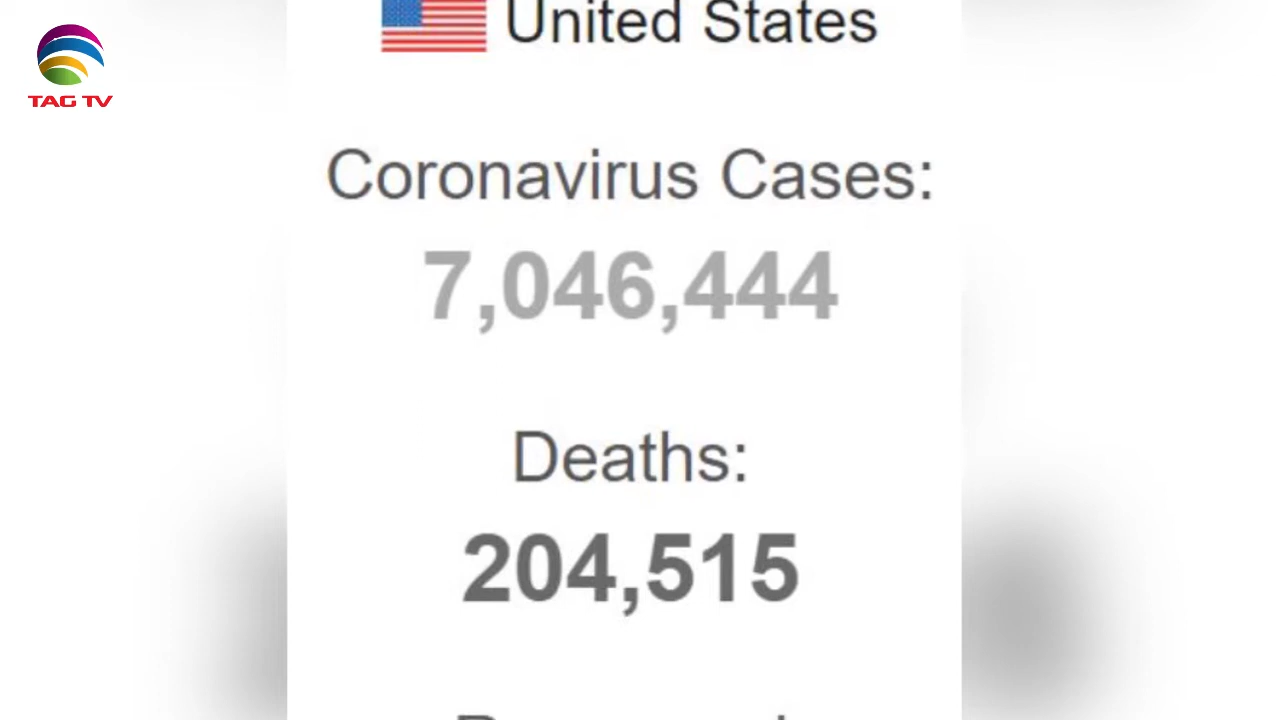 United States
TAG TV
Coronavirus Cases:
7,046,444
Deaths:
204,515